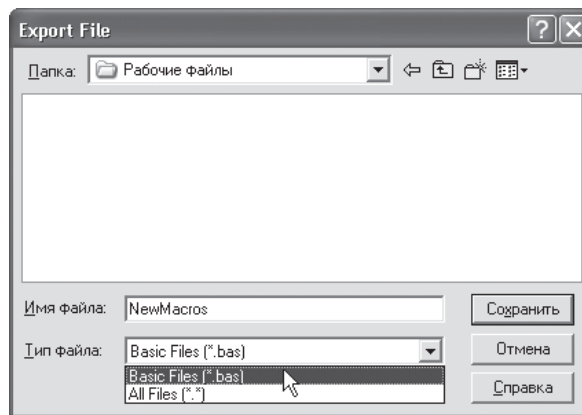 Export File
Папка: Рабочие файлы
Имя файла: NewMacros
Сохранить
Тип файла: Basic Files (*.bas)
Отмена
Basic Files (*.bas)
All Files (*.*)
Справка